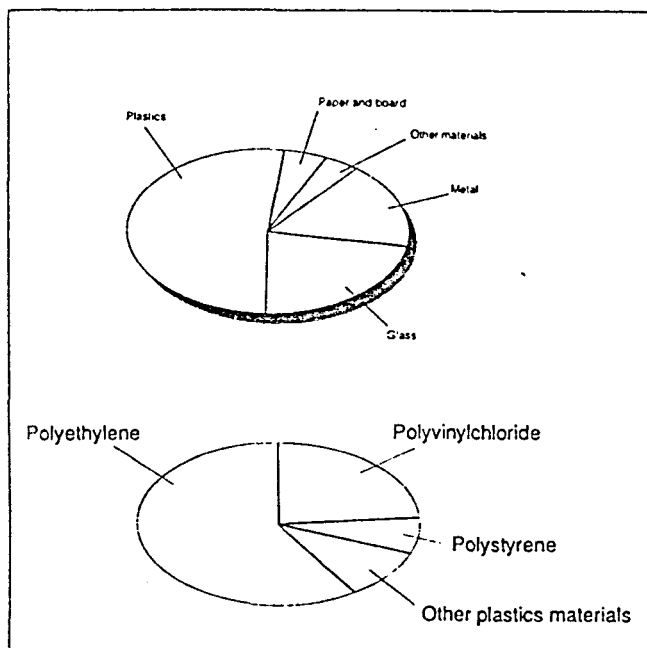 Paper and board
Plastics
Other materials
Metal
Glass
Polyethylene
Polyvinylchloride
Polystyrene
Other plastics materials